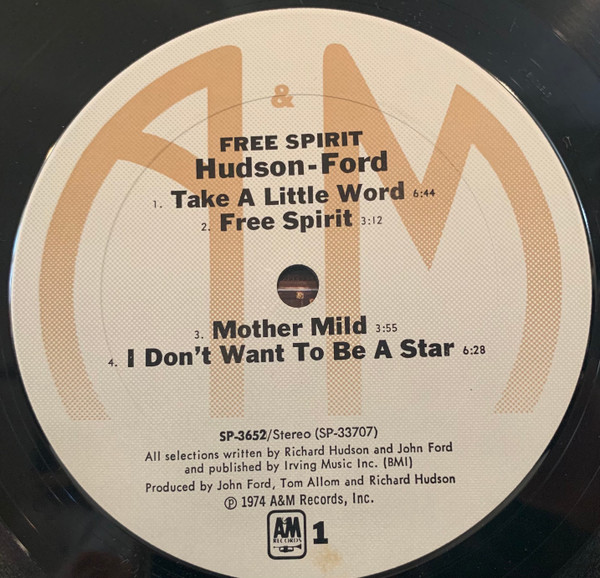 A & M
FREE SPIRIT
Hudson-Ford
1. Take A Little Word 6:44
2. Free Spirit 3:12
3. Mother Mild 3:55
4. I Don't Want To Be A Star 6:28
SP-3652/Stereo (SP-33707)
All selections written by Richard Hudson and John Ford
and published by Irving Music Inc. (BMI)
Produced by John Ford, Tom Allom and Richard Hudson
℗ 1974 A&M Records, Inc.
A&M
RECORDS
1